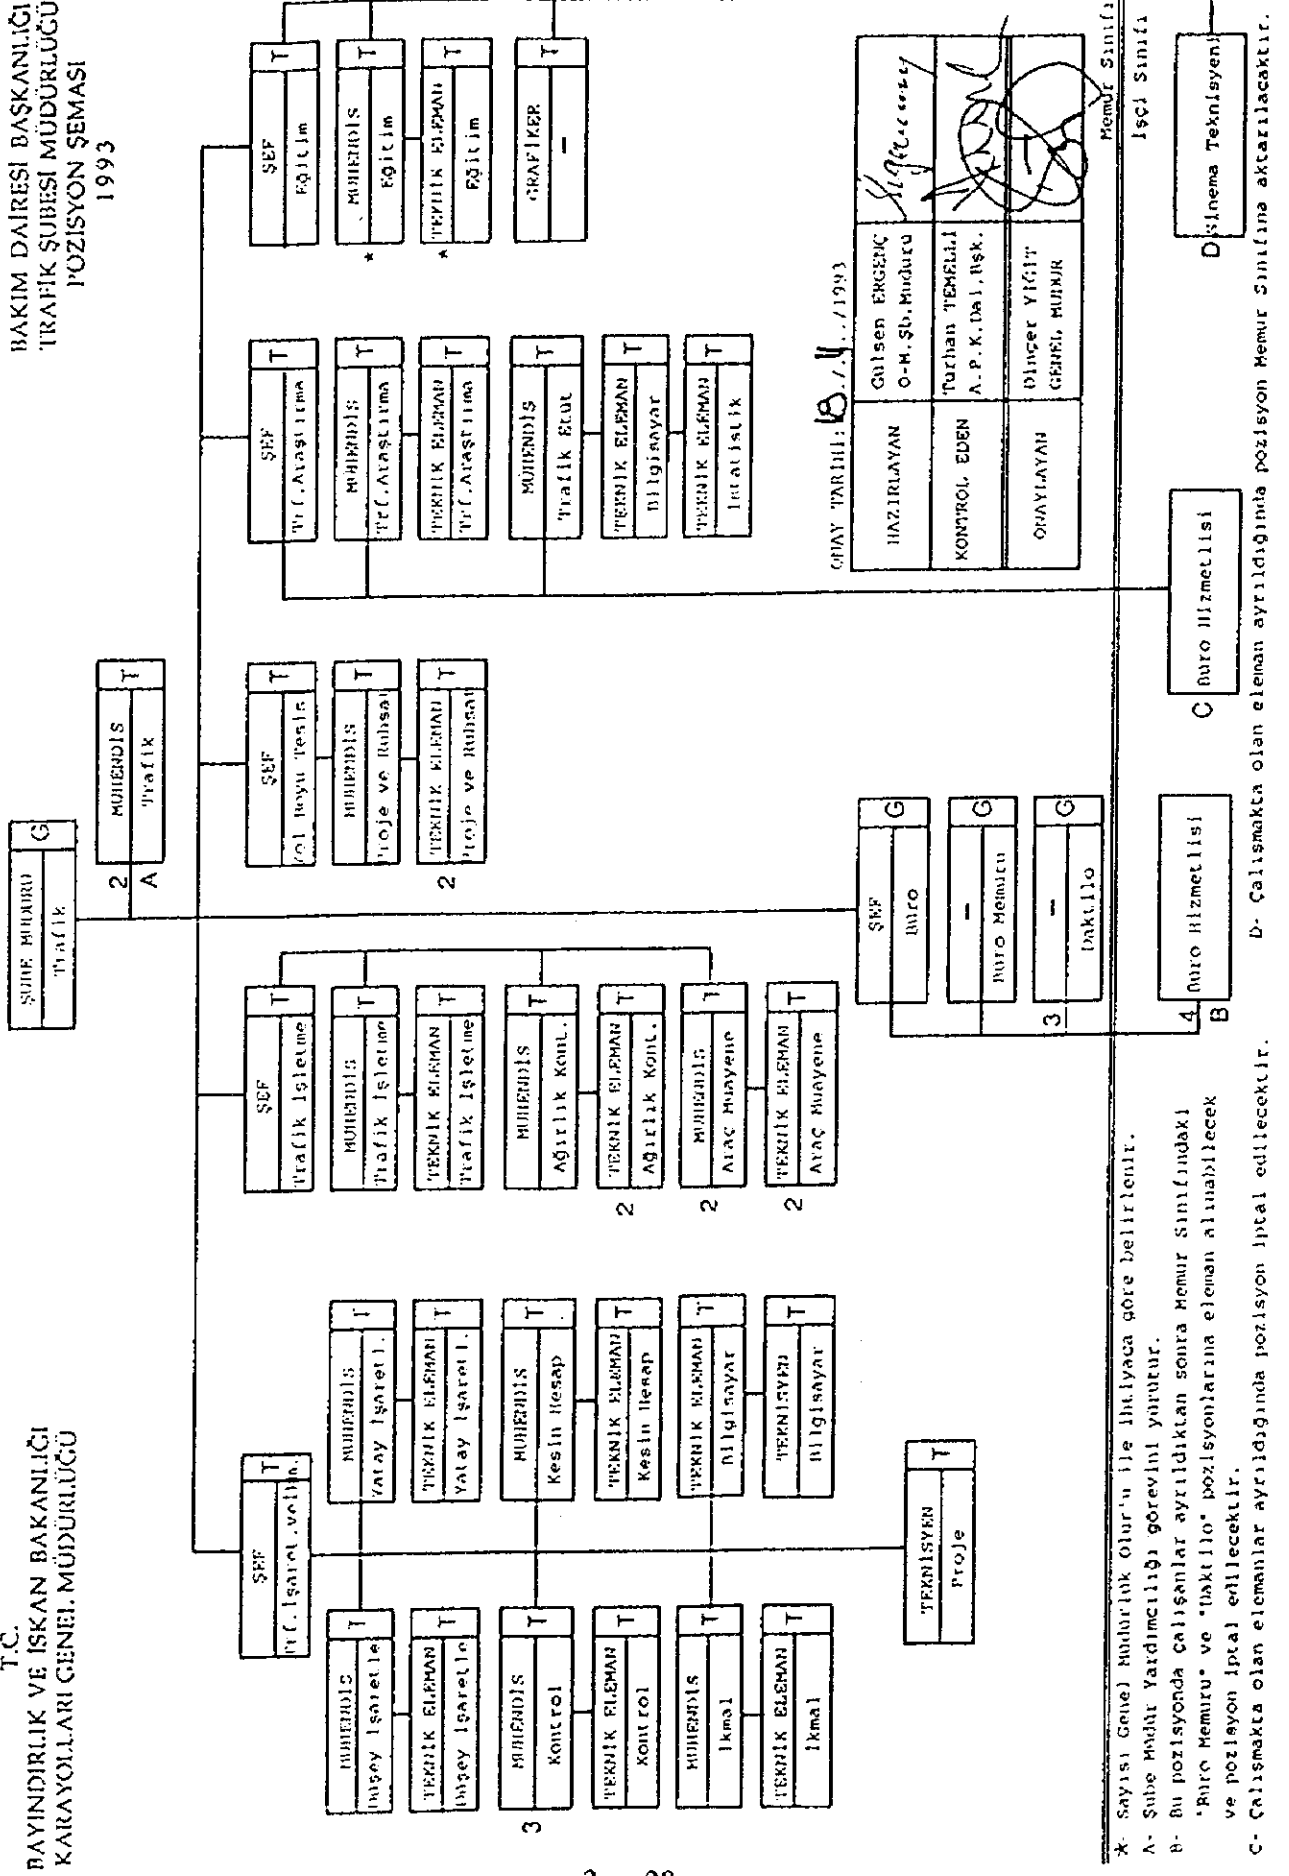 T.C.
BAYINDIRLIK VE İSKAN BAKANLIĞI
KARAYOLLARI GENEL MÜDÜRLÜĞÜ
BAKIM DAİRESİ BAŞKANLIĞI
TRAFİK ŞUBESİ MÜDÜRLÜĞÜ
POZİSYON ŞEMASI
1993
ŞUBE MÜDÜRÜ
Trafik
G
2
A
MÜHENDİS
Trafik
T
ŞEF
T
MÜHENDİS
Düşey İşaretle
T
TEKNİK ELEMAN
Düşey İşaretle
T
3
MÜHENDİS
Kontrol
T
TEKNİK ELEMAN
Kontrol
T
MÜHENDİS
İkmal
T
TEKNİK ELEMAN
İkmal
T
MÜHENDİS
Yatay İşaretl.
T
TEKNİK ELEMAN
Yatay İşaretl.
T
MÜHENDİS
Kesin Hesap
T
TEKNİK ELEMAN
Kesin Hesap
T
TEKNİK ELEMAN
Bilgisayar
T
TEKNİSYEN
Bilgisayar
T
TEKNİSYEN
Proje
T
ŞEF
Trafik İşletme
T
MÜHENDİS
Trafik İşletme
T
TEKNİK ELEMAN
Trafik İşletme
T
MÜHENDİS
Ağırlık Kont.
T
2
TEKNİK ELEMAN
Ağırlık Kont.
T
2
MÜHENDİS
Araç Muayene
T
2
TEKNİK ELEMAN
Araç Muayene
T
ŞEF
Yol Boyu Tesis
T
MÜHENDİS
Proje ve Ruhsat
T
2
TEKNİK ELEMAN
Proje ve Ruhsat
T
ŞEF
Büro
G
-
Büro Memuru
G
3
-
Daktilo
G
4
B
Büro Hizmetlisi
ŞEF
Trf.Araştırma
T
MÜHENDİS
Trf.Araştırma
T
TEKNİK ELEMAN
Trf.Araştırma
T
MÜHENDİS
Trafik Etüt
T
TEKNİK ELEMAN
Bilgisayar
T
TEKNİK ELEMAN
İstatistik
T
C
Büro Hizmetlisi
ŞEF
Eğitim
T
*
MÜHENDİS
Eğitim
T
*
TEKNİK ELEMAN
Eğitim
T
GRAFİKER
-
T
D
Sinema Teknisyeni
ONAY TARİHİ: /1993
HAZIRLAYAN
Gülsen ERGENÇ
O-M.Şb.Müdürü
KONTROL EDEN
Turhan TEMELLİ
A.P.K.Dai.Bşk.
ONAYLAYAN
Dinçer YİĞİT
GENEL MÜDÜR
Memur Sınıfı
İşçi Sınıfı
*- Sayısı Genel Müdürlük Olur'u ile ihtiyaca göre belirlenir.
A- Şube Müdür Yardımcılığı görevini yürütür.
B- Bu pozisyonda çalışanlar ayrıldıktan sonra Memur Sınıfındaki
"Büro Memuru" ve "Daktilo" pozisyonlarına eleman alınabilecek
ve pozisyon iptal edilecektir.
C- Çalışmakta olan elemanlar ayrıldığında pozisyon iptal edilecektir.
D- Çalışmakta olan eleman ayrıldığında pozisyon Memur Sınıfına aktarılacaktır.